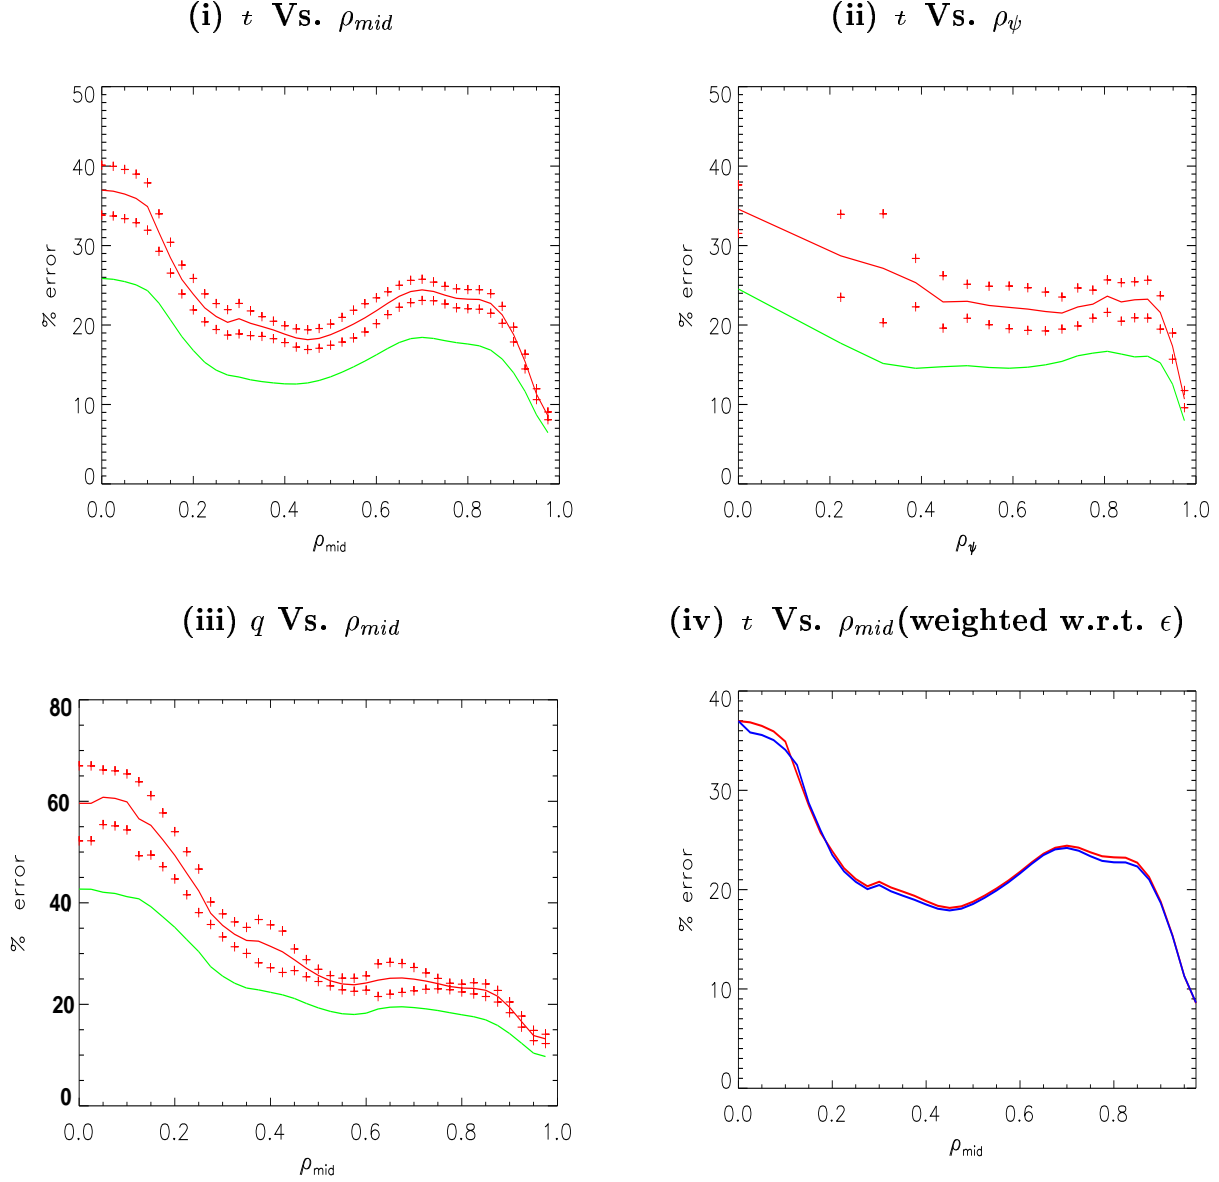 (i) t Vs. ρmid
50
40
30
20
10
0
% error
0.0 0.2 0.4 0.6 0.8 1.0
ρmid
(ii) t Vs. ρψ
50
40
30
20
10
0
% error
0.0 0.2 0.4 0.6 0.8 1.0
ρψ
(iii) q Vs. ρmid
80
60
40
20
0
% error
0.0 0.2 0.4 0.6 0.8 1.0
ρmid
(iv) t Vs. ρmid(weighted w.r.t. ϵ)
40
30
20
10
0
% error
0.0 0.2 0.4 0.6 0.8
ρmid